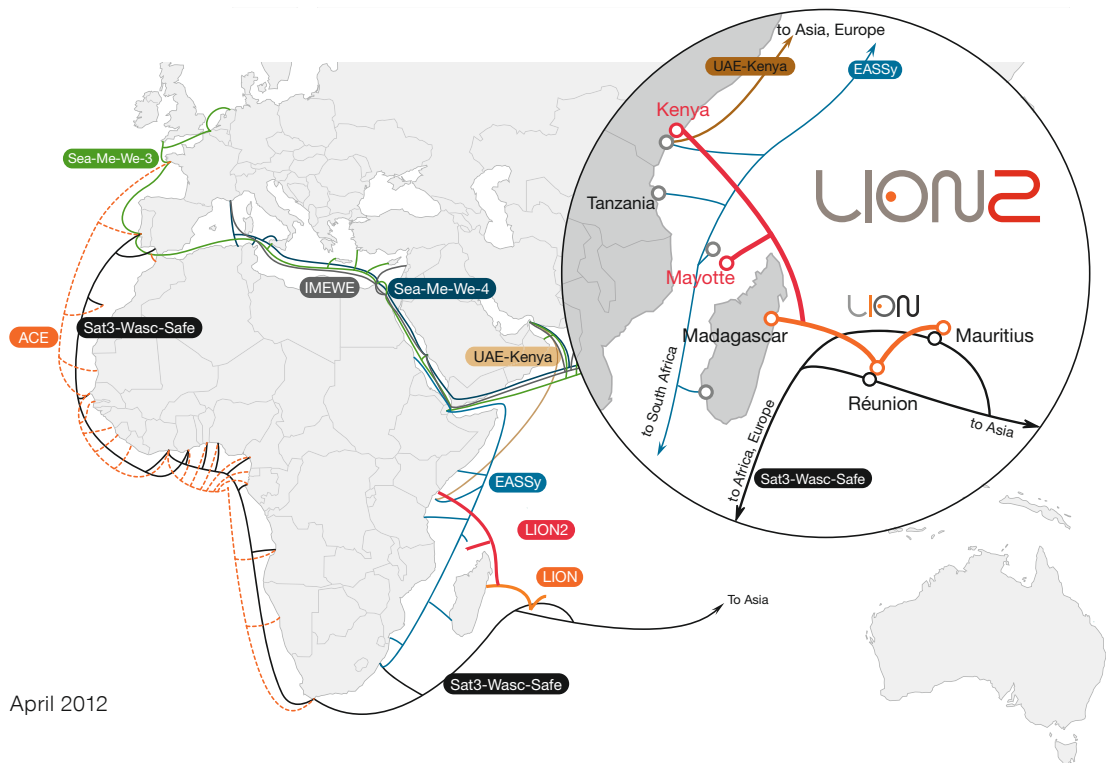 to Asia, Europe
UAE-Kenya
EASSy
Kenya
Sea-Me-We-3
LION2
Tanzania
Mayotte
IMEWE
Sea-Me-We-4
LION
ACE
Sat3-Wasc-Safe
Madagascar
Mauritius
UAE-Kenya
to South Africa
Réunion
to Asia
to Africa, Europe
Sat3-Wasc-Safe
EASSy
LION2
LION
To Asia
Sat3-Wasc-Safe
April 2012